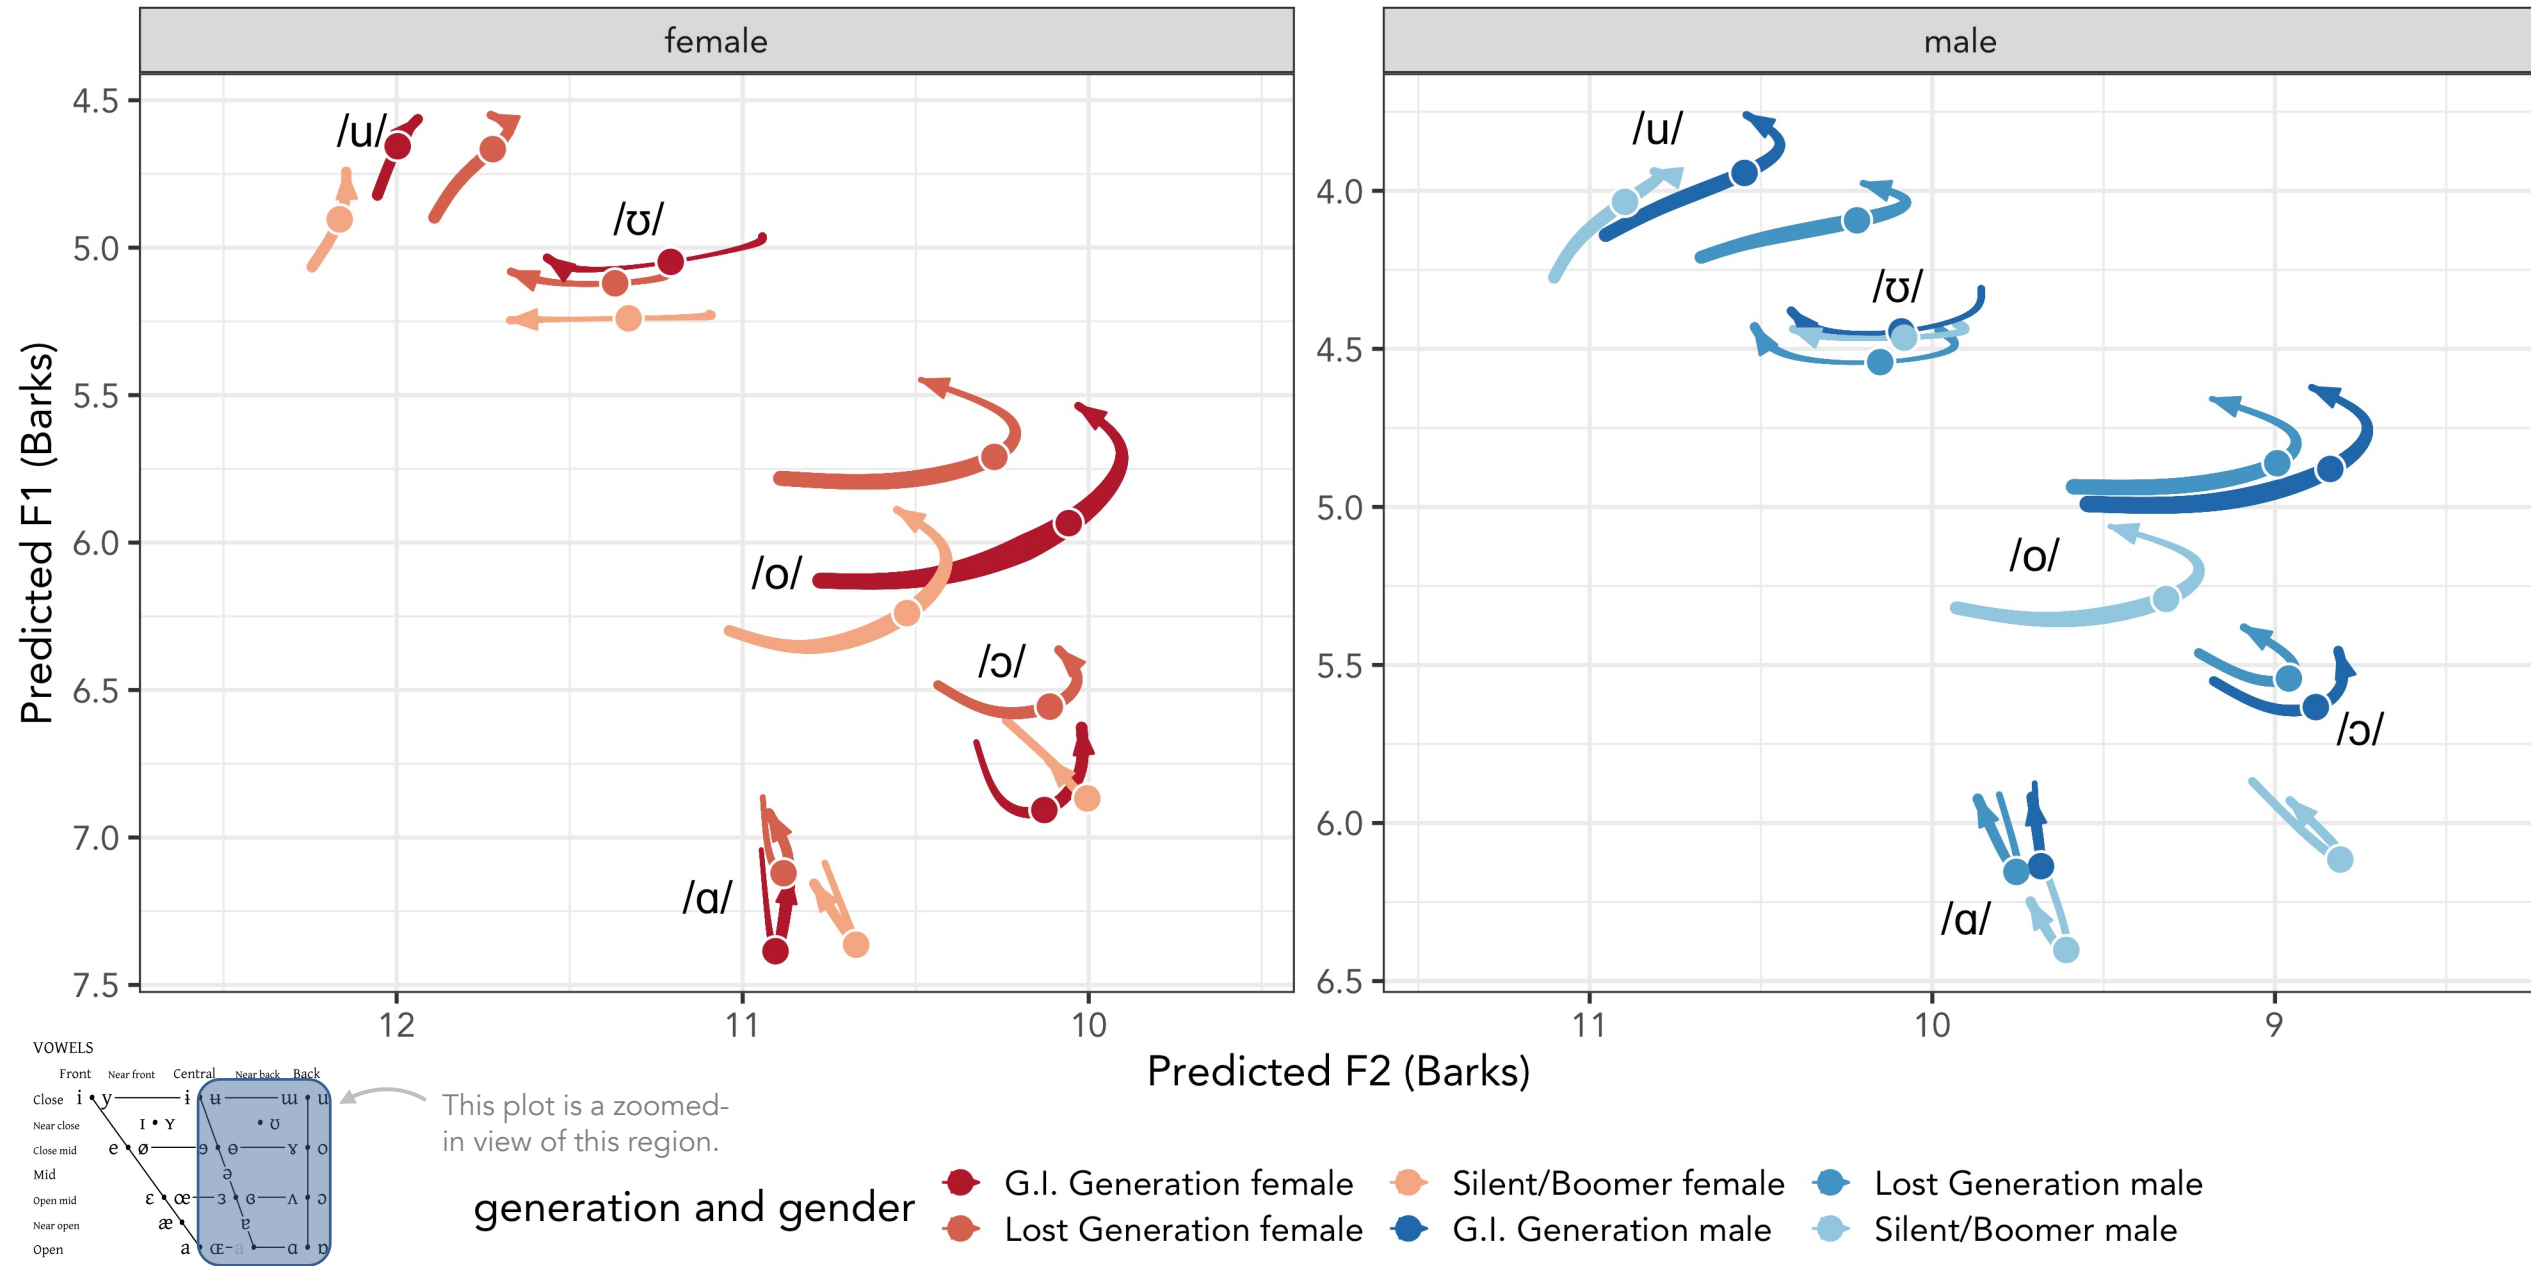 female
male
4.5
5.0
5.5
6.0
6.5
7.0
7.5
/u/
/ʊ/
/o/
/ɔ/
/ɑ/
12
11
10
4.0
4.5
5.0
5.5
6.0
6.5
/u/
/ʊ/
/o/
/ɔ/
/ɑ/
11
10
9
Predicted F1 (Barks)
Predicted F2 (Barks)
VOWELS
Front Near front Central Near back Back
Close i y ɨ ʉ ɯ u
Near close ɪ ʏ ʊ
Close mid e ø ɘ ɵ ɤ o
Mid ə
Open mid ɛ œ ɜ ɞ ʌ ɔ
Near open æ ɐ
Open a ɶ a ɑ ɒ
This plot is a zoomed-
in view of this region.
generation and gender
G.I. Generation female
Lost Generation female
Silent/Boomer female
G.I. Generation male
Lost Generation male
Silent/Boomer male